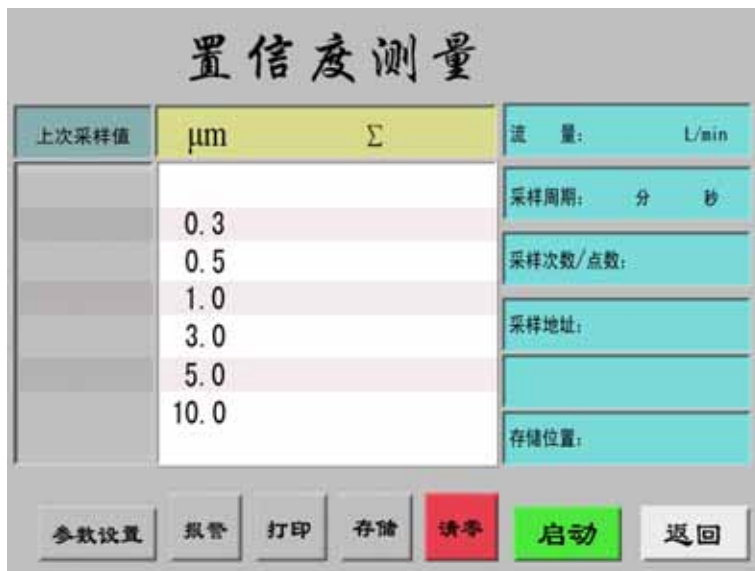 置信度测量
上次采样值 μm Σ
0.3
0.5
1.0
3.0
5.0
10.0
流 量: L/min
采样周期: 分 秒
采样次数/点数:
采样地址:
存储位置:
参数设置 报警 打印 存储 清零 启动 返回